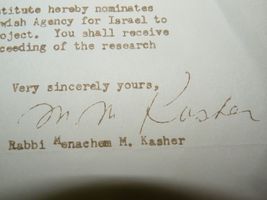 stitute hereby nominates
wish Agency for Israel to
oject. You shall receive
ceeding of the research
Very sincerely yours,
M. M. Kasher
Rabbi Menachem M. Kasher